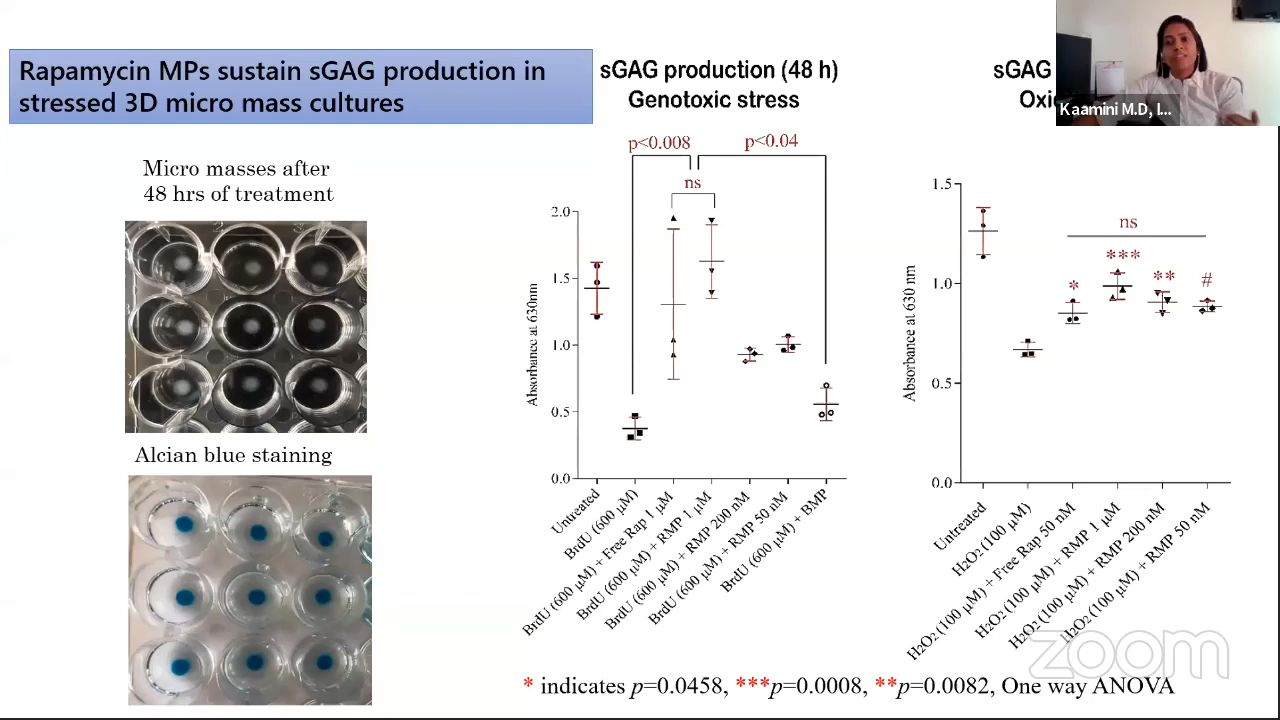 Rapamycin MPs sustain sGAG production in
stressed 3D micro mass cultures
Micro masses after
48 hrs of treatment
Alcian blue staining
sGAG production (48 h)
Genotoxic stress
p<0.008
p<0.04
ns
Absorbance at 630nm
2.0
1.5
1.0
0.5
0.0
Untreated
BrdU (600 µM)
BrdU (600 µM) + Free Rap 1 µM
BrdU (600 µM) + RMP 1 µM
BrdU (600 µM) + RMP 200 nM
BrdU (600 µM) + RMP 50 nM
BrdU (600 µM) + BMP
sGAG
Kaamini M.D, I...
ns
* *** ** #
Absorbance at 630 nm
1.5
1.0
0.5
0.0
Untreated
H₂O₂ (100 µM)
H₂O₂ (100 µM) + Free Rap 50 nM
H₂O₂ (100 µM) + RMP 1 µM
H₂O₂ (100 µM) + RMP 200 nM
H₂O₂ (100 µM) + RMP 50 nM
zoom
* indicates p=0.0458, ***p=0.0008, **p=0.0082, One way ANOVA